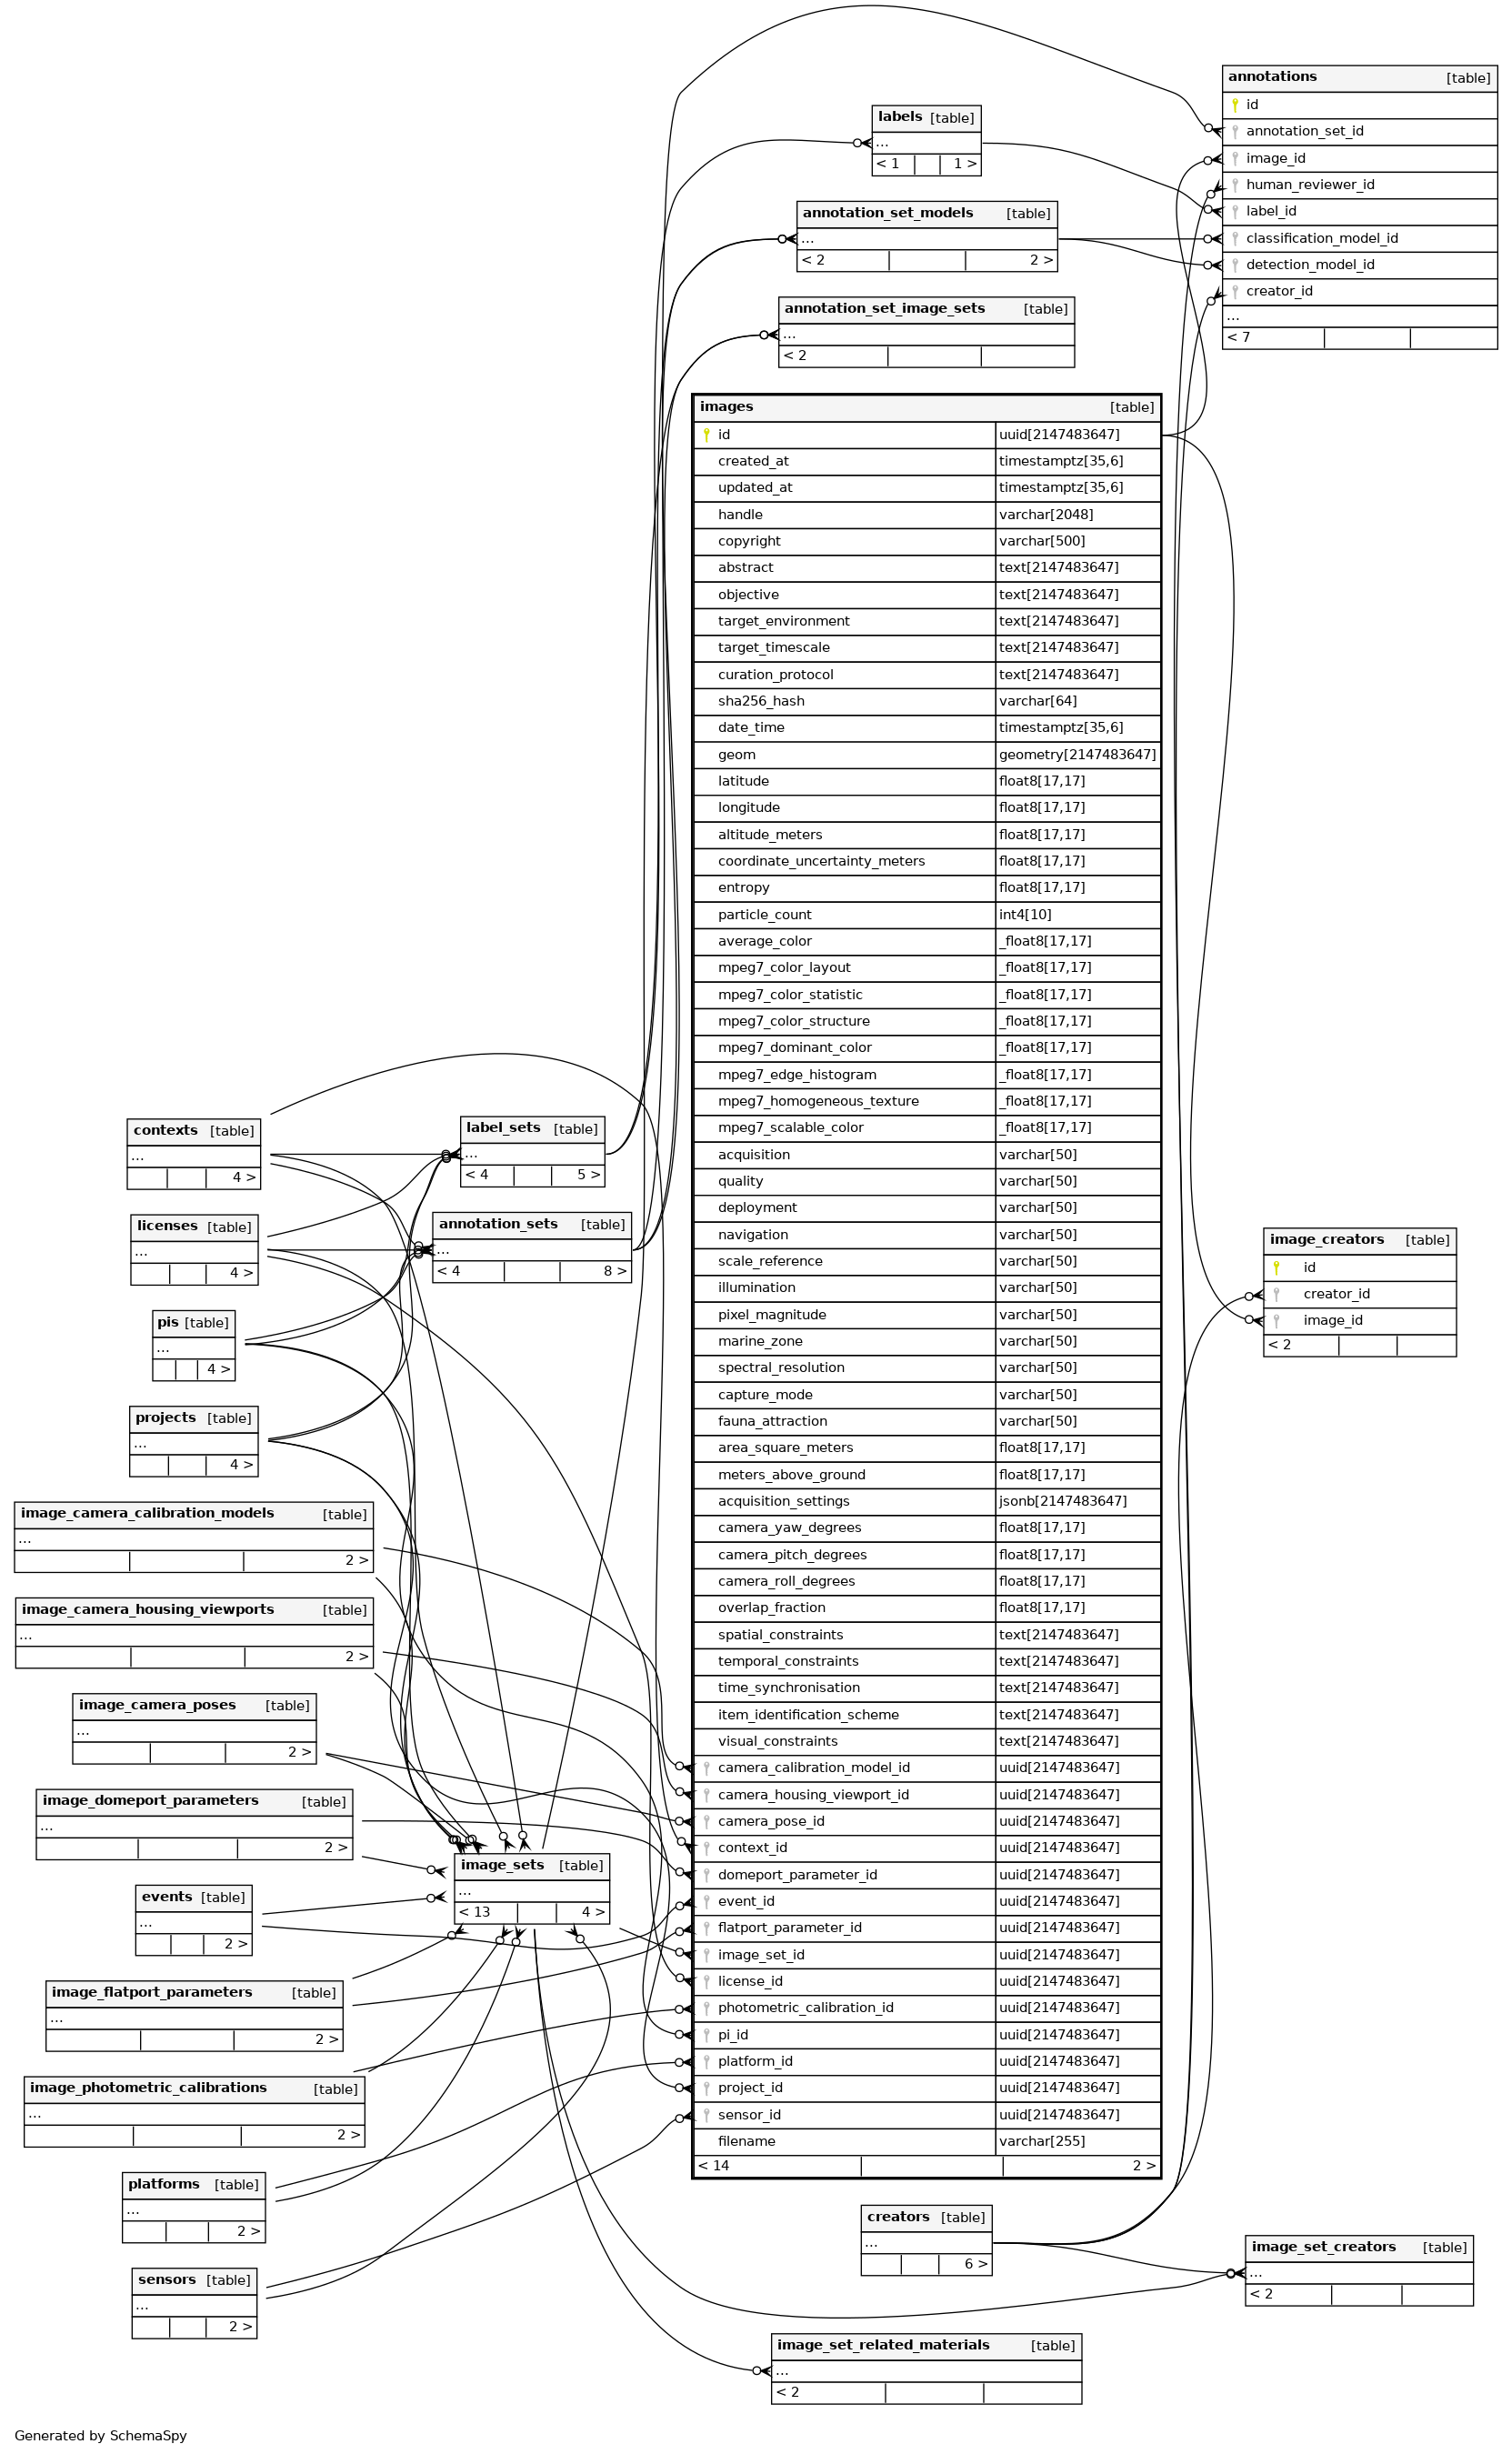 annotations [table]
id
annotation_set_id
image_id
human_reviewer_id
label_id
classification_model_id
detection_model_id
creator_id
...
< 7
labels [table]
...
< 1 1 >
annotation_set_models [table]
...
< 2 2 >
annotation_set_image_sets [table]
...
< 2
images [table]
id uuid[2147483647]
created_at timestamptz[35,6]
updated_at timestamptz[35,6]
handle varchar[2048]
copyright varchar[500]
abstract text[2147483647]
objective text[2147483647]
target_environment text[2147483647]
target_timescale text[2147483647]
curation_protocol text[2147483647]
sha256_hash varchar[64]
date_time timestamptz[35,6]
geom geometry[2147483647]
latitude float8[17,17]
longitude float8[17,17]
altitude_meters float8[17,17]
coordinate_uncertainty_meters float8[17,17]
entropy float8[17,17]
particle_count int4[10]
average_color _float8[17,17]
mpeg7_color_layout _float8[17,17]
mpeg7_color_statistic _float8[17,17]
mpeg7_color_structure _float8[17,17]
mpeg7_dominant_color _float8[17,17]
mpeg7_edge_histogram _float8[17,17]
mpeg7_homogeneous_texture _float8[17,17]
mpeg7_scalable_color _float8[17,17]
acquisition varchar[50]
quality varchar[50]
deployment varchar[50]
navigation varchar[50]
scale_reference varchar[50]
illumination varchar[50]
pixel_magnitude varchar[50]
marine_zone varchar[50]
spectral_resolution varchar[50]
capture_mode varchar[50]
fauna_attraction varchar[50]
area_square_meters float8[17,17]
meters_above_ground float8[17,17]
acquisition_settings jsonb[2147483647]
camera_yaw_degrees float8[17,17]
camera_pitch_degrees float8[17,17]
camera_roll_degrees float8[17,17]
overlap_fraction float8[17,17]
spatial_constraints text[2147483647]
temporal_constraints text[2147483647]
time_synchronisation text[2147483647]
item_identification_scheme text[2147483647]
visual_constraints text[2147483647]
camera_calibration_model_id uuid[2147483647]
camera_housing_viewport_id uuid[2147483647]
camera_pose_id uuid[2147483647]
context_id uuid[2147483647]
domeport_parameter_id uuid[2147483647]
event_id uuid[2147483647]
flatport_parameter_id uuid[2147483647]
image_set_id uuid[2147483647]
license_id uuid[2147483647]
photometric_calibration_id uuid[2147483647]
pi_id uuid[2147483647]
platform_id uuid[2147483647]
project_id uuid[2147483647]
sensor_id uuid[2147483647]
filename varchar[255]
< 14 2 >
contexts [table]
...
4 >
label_sets [table]
...
< 4 5 >
licenses [table]
...
4 >
annotation_sets [table]
...
< 4 8 >
image_creators [table]
id
creator_id
image_id
< 2
pis [table]
...
4 >
projects [table]
...
4 >
image_camera_calibration_models [table]
...
2 >
image_camera_housing_viewports [table]
...
2 >
image_camera_poses [table]
...
2 >
image_domeport_parameters [table]
...
2 >
image_sets [table]
...
< 13 4 >
events [table]
...
2 >
image_flatport_parameters [table]
...
2 >
image_photometric_calibrations [table]
...
2 >
platforms [table]
...
2 >
sensors [table]
...
2 >
creators [table]
...
6 >
image_set_creators [table]
...
< 2
image_set_related_materials [table]
...
< 2
Generated by SchemaSpy